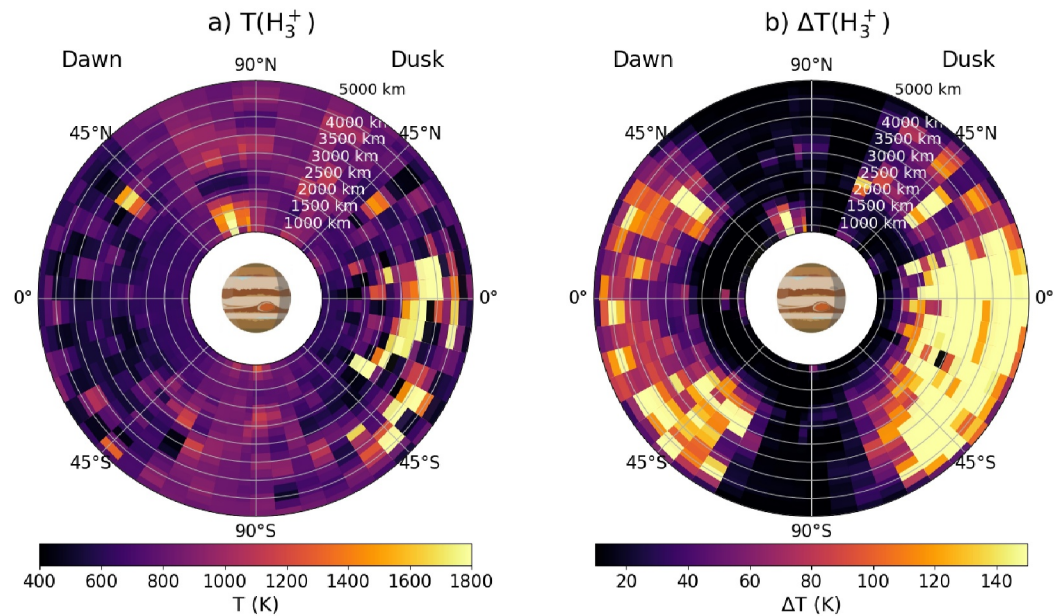 a) T(H₃⁺)
Dawn
Dusk
90°N
5000 km
45°N
4000 km
45°N
3500 km
3000 km
2500 km
2000 km
1500 km
1000 km
0°
0°
45°S
45°S
90°S
400 600 800 1000 1200 1400 1600 1800
T (K)
b) ΔT(H₃⁺)
Dawn
Dusk
90°N
5000 km
45°N
4000 km
45°N
3500 km
3000 km
2500 km
2000 km
1500 km
1000 km
0°
0°
45°S
45°S
90°S
20 40 60 80 100 120 140
ΔT (K)